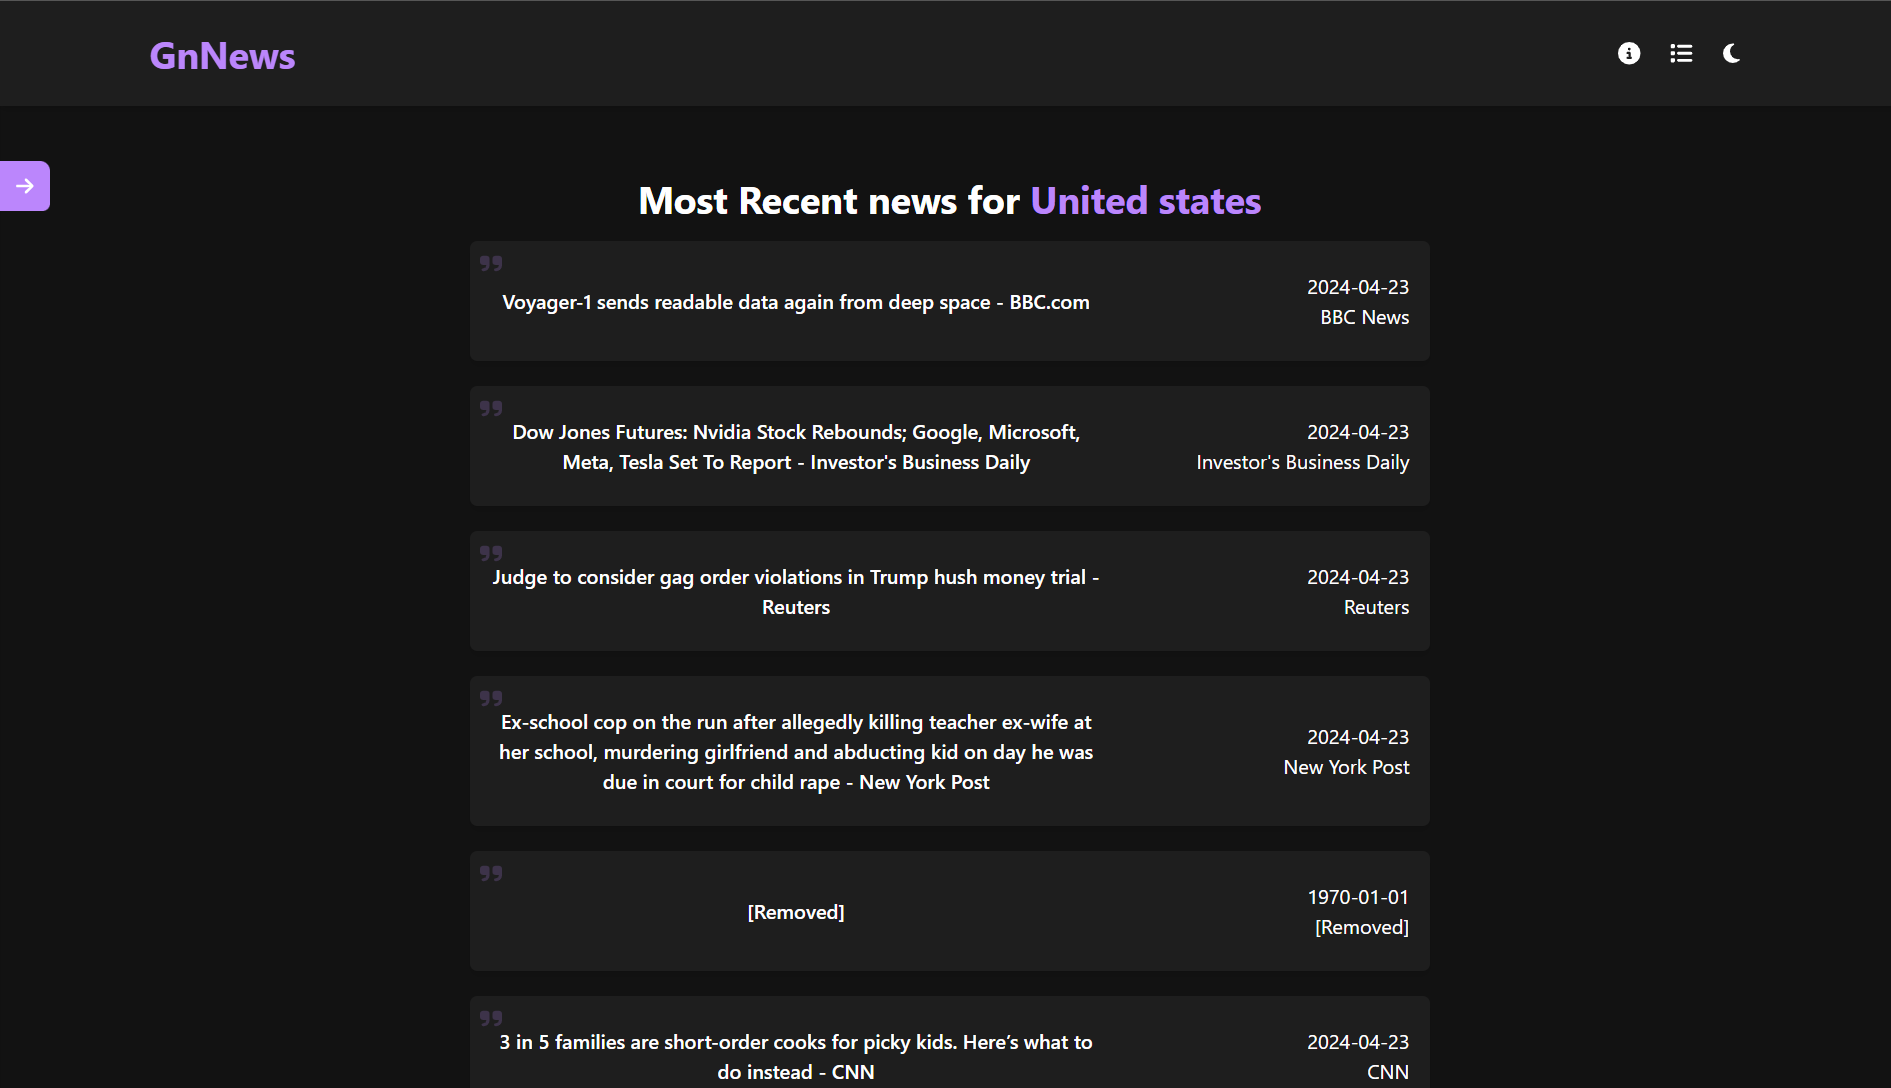 GnNews
Most Recent news for United states
Voyager-1 sends readable data again from deep space - BBC.com
2024-04-23
BBC News
Dow Jones Futures: Nvidia Stock Rebounds; Google, Microsoft,
Meta, Tesla Set To Report - Investor's Business Daily
2024-04-23
Investor's Business Daily
Judge to consider gag order violations in Trump hush money trial -
Reuters
2024-04-23
Reuters
Ex-school cop on the run after allegedly killing teacher ex-wife at
her school, murdering girlfriend and abducting kid on day he was
due in court for child rape - New York Post
2024-04-23
New York Post
[Removed]
1970-01-01
[Removed]
3 in 5 families are short-order cooks for picky kids. Here’s what to
do instead - CNN
2024-04-23
CNN